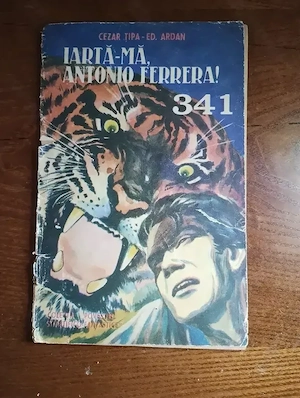 CEZAR TIPA-ED. ARDAN
IARTĂ-MĂ,
ANTONIO FERRERA!
341